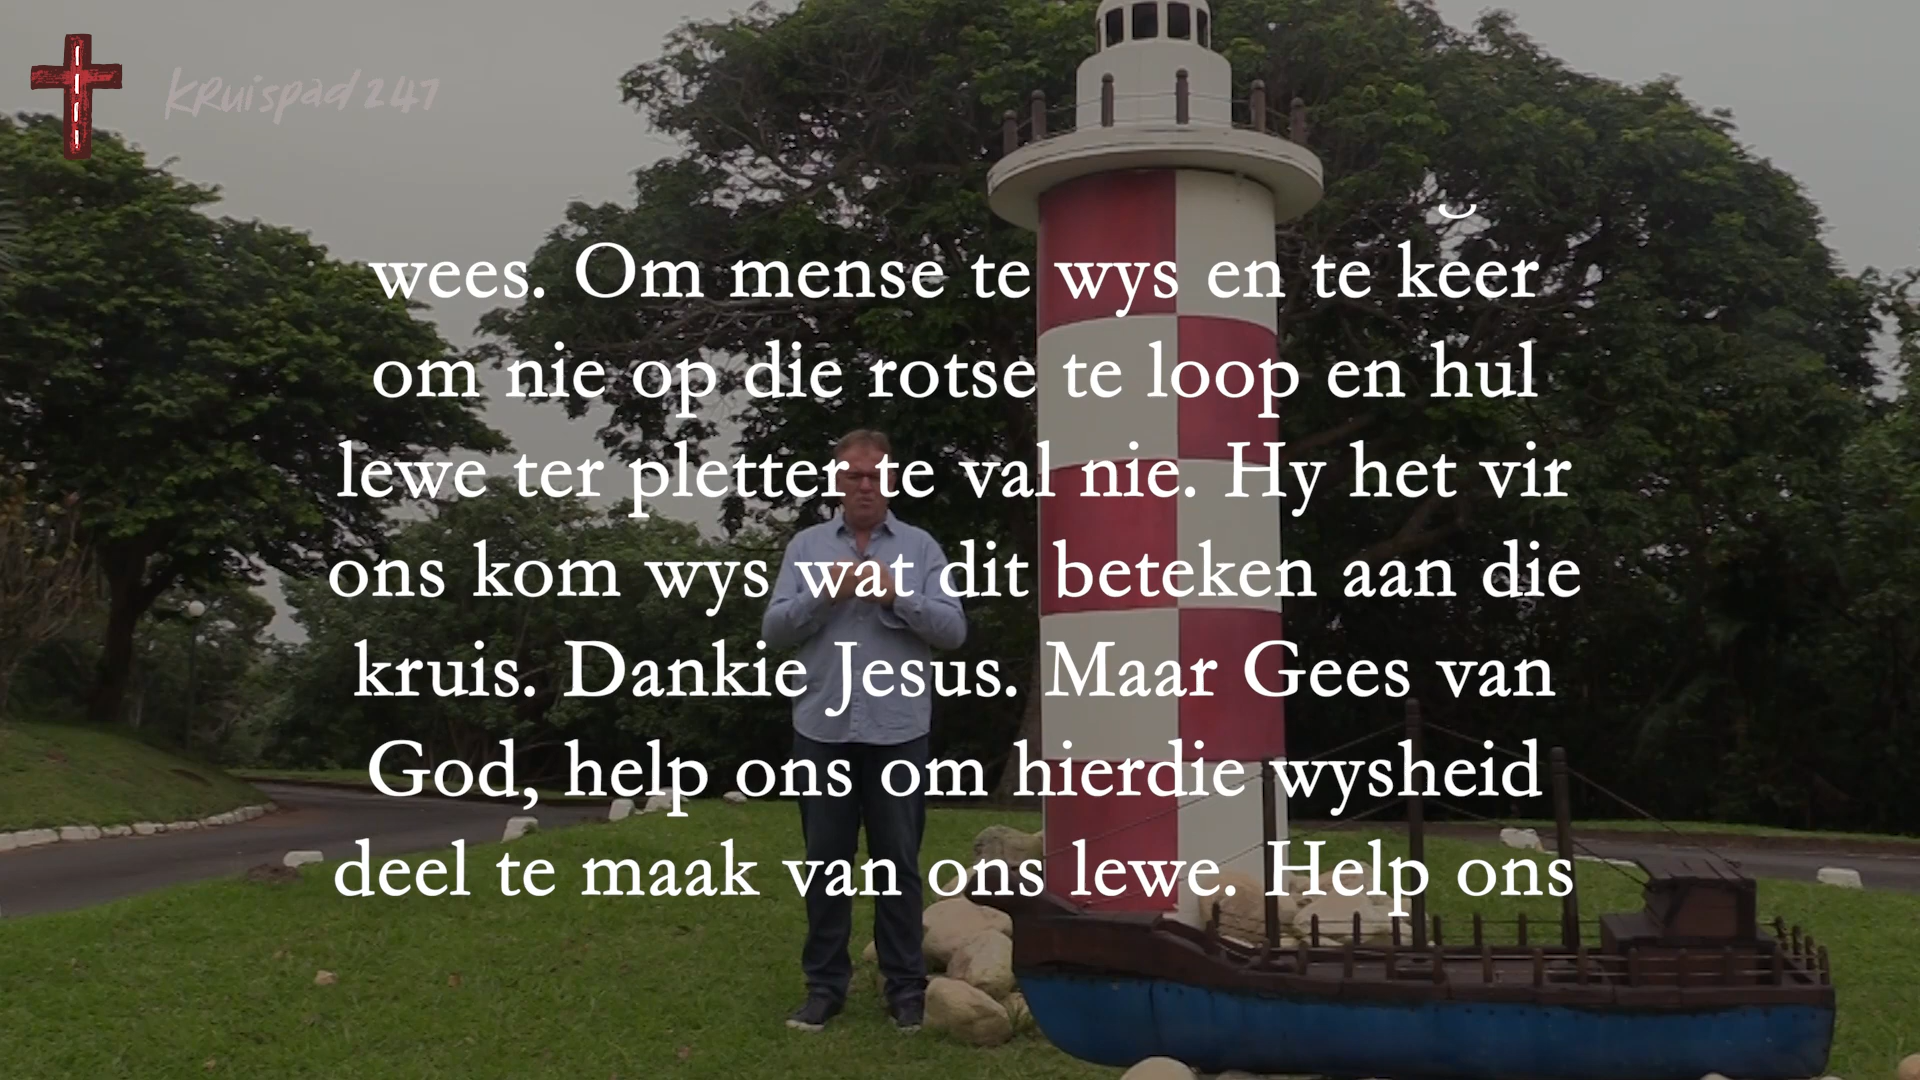 KRuispad 247
wees. Om mense te wys en te keer
om nie op die rotse te loop en hul
lewe ter pletter te val nie. Hy het vir
ons kom wys wat dit beteken aan die
kruis. Dankie Jesus. Maar Gees van
God, help ons om hierdie wysheid
deel te maak van ons lewe. Help ons